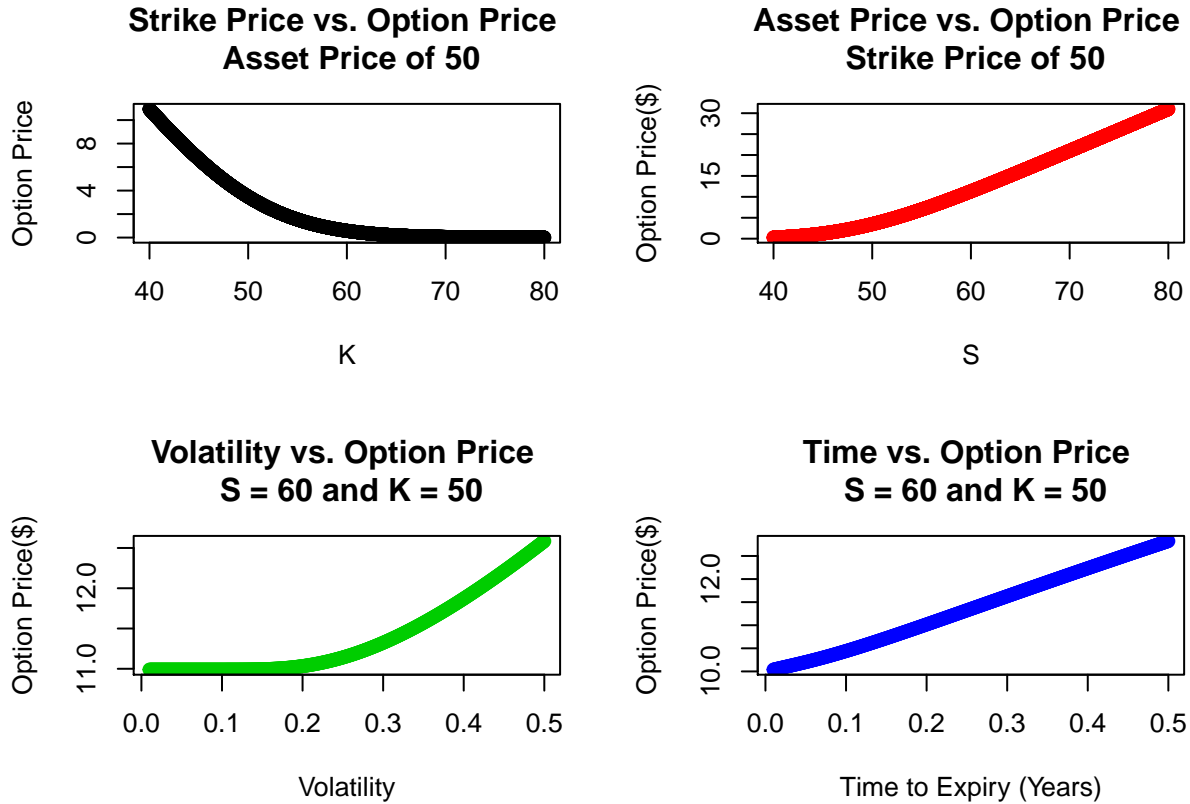 Strike Price vs. Option Price
Asset Price of 50
Option Price
8
4
0
40 50 60 70 80
K
Asset Price vs. Option Price
Strike Price of 50
Option Price($)
30
15
0
40 50 60 70 80
S
Volatility vs. Option Price
S = 60 and K = 50
Option Price($)
12.0
11.0
0.0 0.1 0.2 0.3 0.4 0.5
Volatility
Time vs. Option Price
S = 60 and K = 50
Option Price($)
12.0
10.0
0.0 0.1 0.2 0.3 0.4 0.5
Time to Expiry (Years)